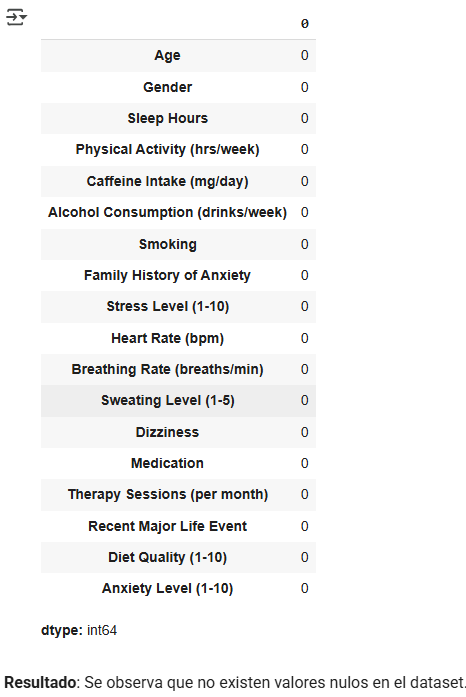 0
Age 0
Gender 0
Sleep Hours 0
Physical Activity (hrs/week) 0
Caffeine Intake (mg/day) 0
Alcohol Consumption (drinks/week) 0
Smoking 0
Family History of Anxiety 0
Stress Level (1-10) 0
Heart Rate (bpm) 0
Breathing Rate (breaths/min) 0
Sweating Level (1-5) 0
Dizziness 0
Medication 0
Therapy Sessions (per month) 0
Recent Major Life Event 0
Diet Quality (1-10) 0
Anxiety Level (1-10) 0
dtype: int64
Resultado: Se observa que no existen valores nulos en el dataset.